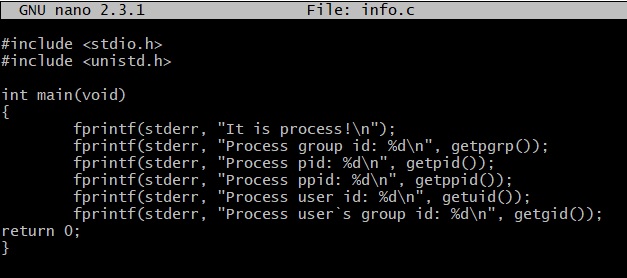 GNU nano 2.3.1 File: info.c
#include <stdio.h>
#include <unistd.h>
int main(void)
{
fprintf(stderr, "It is process!\n");
fprintf(stderr, "Process group id: %d\n", getpgrp());
fprintf(stderr, "Process pid: %d\n", getpid());
fprintf(stderr, "Process ppid: %d\n", getppid());
fprintf(stderr, "Process user id: %d\n", getuid());
fprintf(stderr, "Process user`s group id: %d\n", getgid());
return 0;
}